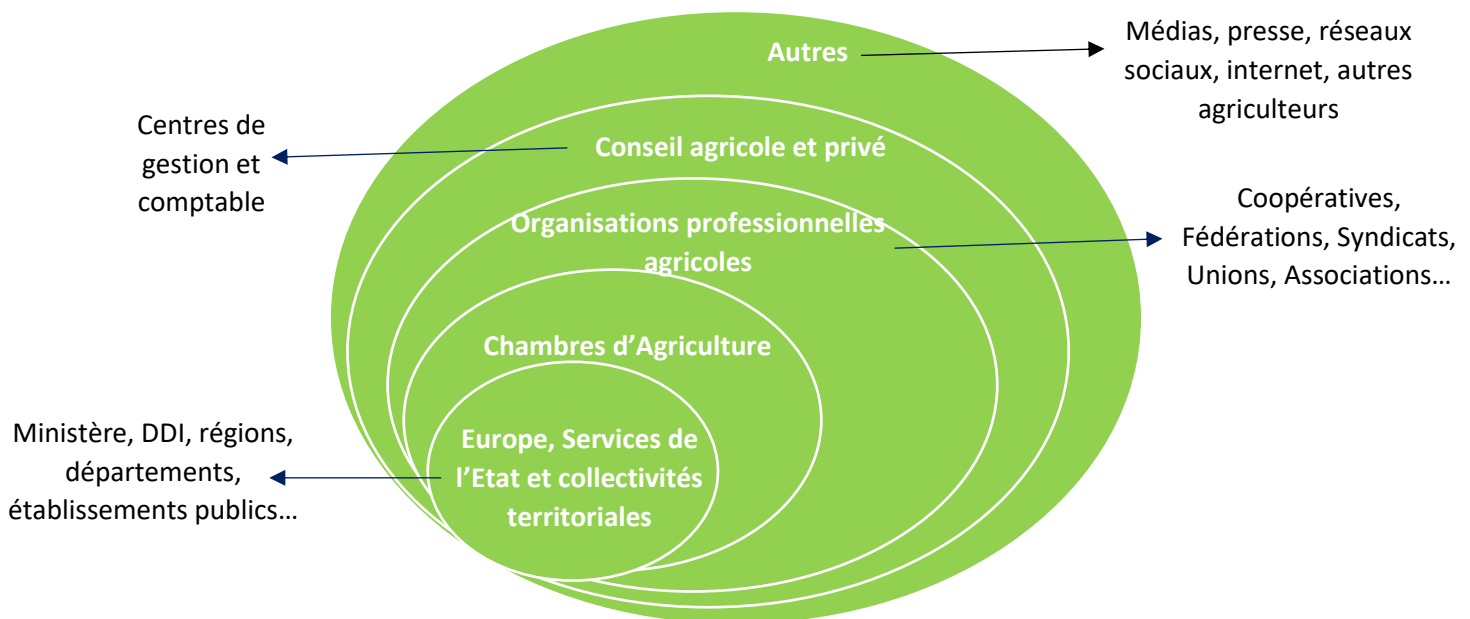 Autres
Médias, presse, réseaux
sociaux, internet, autres
agriculteurs
Centres de
gestion et
comptable
Conseil agricole et privé
Organisations professionnelles
agricoles
Coopératives,
Fédérations, Syndicats,
Unions, Associations…
Chambres d’Agriculture
Ministère, DDI, régions,
départements,
établissements publics…
Europe, Services de
l’Etat et collectivités
territoriales